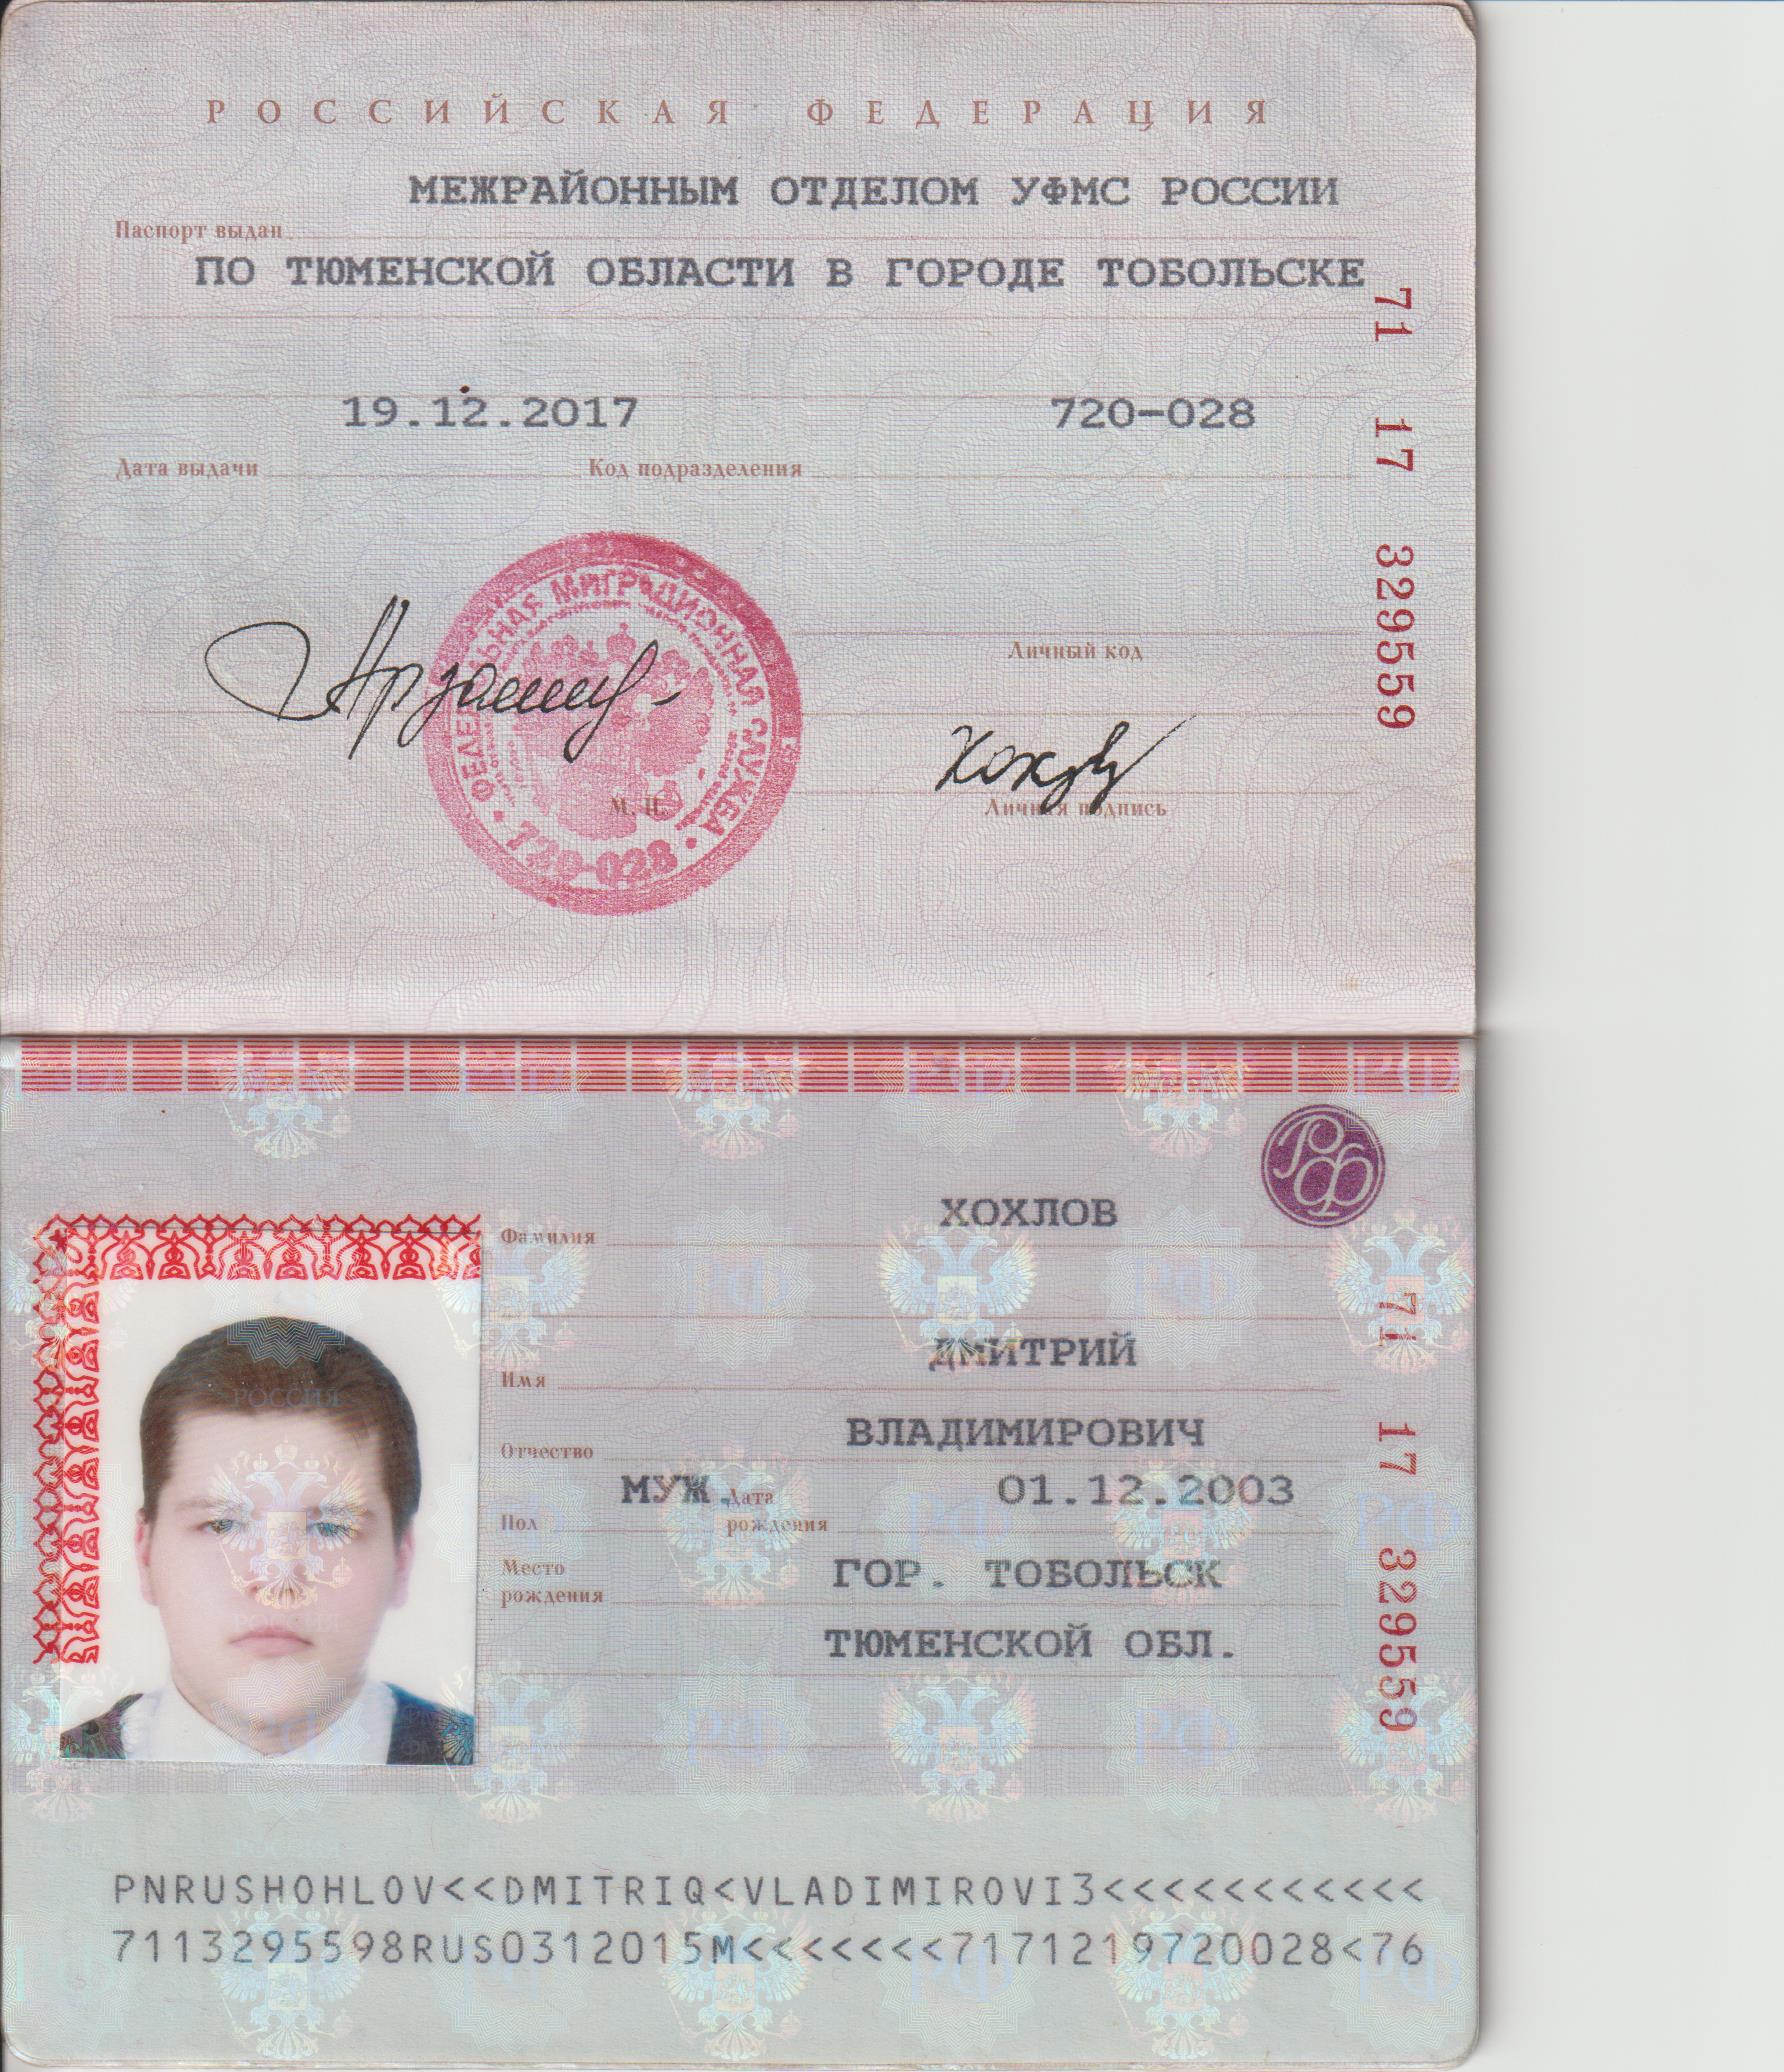 РОССИЙСКАЯ ФЕДЕРАЦИЯ
МЕЖРАЙОННЫМ ОТДЕЛОМ УФМС РОССИИ
Паспорт выдан
ПО ТЮМЕНСКОЙ ОБЛАСТИ В ГОРОДЕ ТОБОЛЬСКЕ
71 17 329559
19.12.2017 720-028
Дата выдачи Код подразделения
ФЕДЕРАЛЬНАЯ МИГРАЦИОННАЯ СЛУЖБА
720-028
М. П.
Личный код
Личная подпись
РФ
ХОХЛОВ
Фамилия
ДМИТРИЙ
Имя
ВЛАДИМИРОВИЧ
Отчество
МУЖ. Дата рождения 01.12.2003
Пол
Место рождения
ГОР. ТОБОЛЬСК
ТЮМЕНСКОЙ ОБЛ.
71 17 329559
РОССИЯ
PNRUSHOHLOV<<DMITRIQ<VLADIMIROVI3<<<<<<<<<<<
7113295598RUS0312015M<<<<<<<7171219720028<76